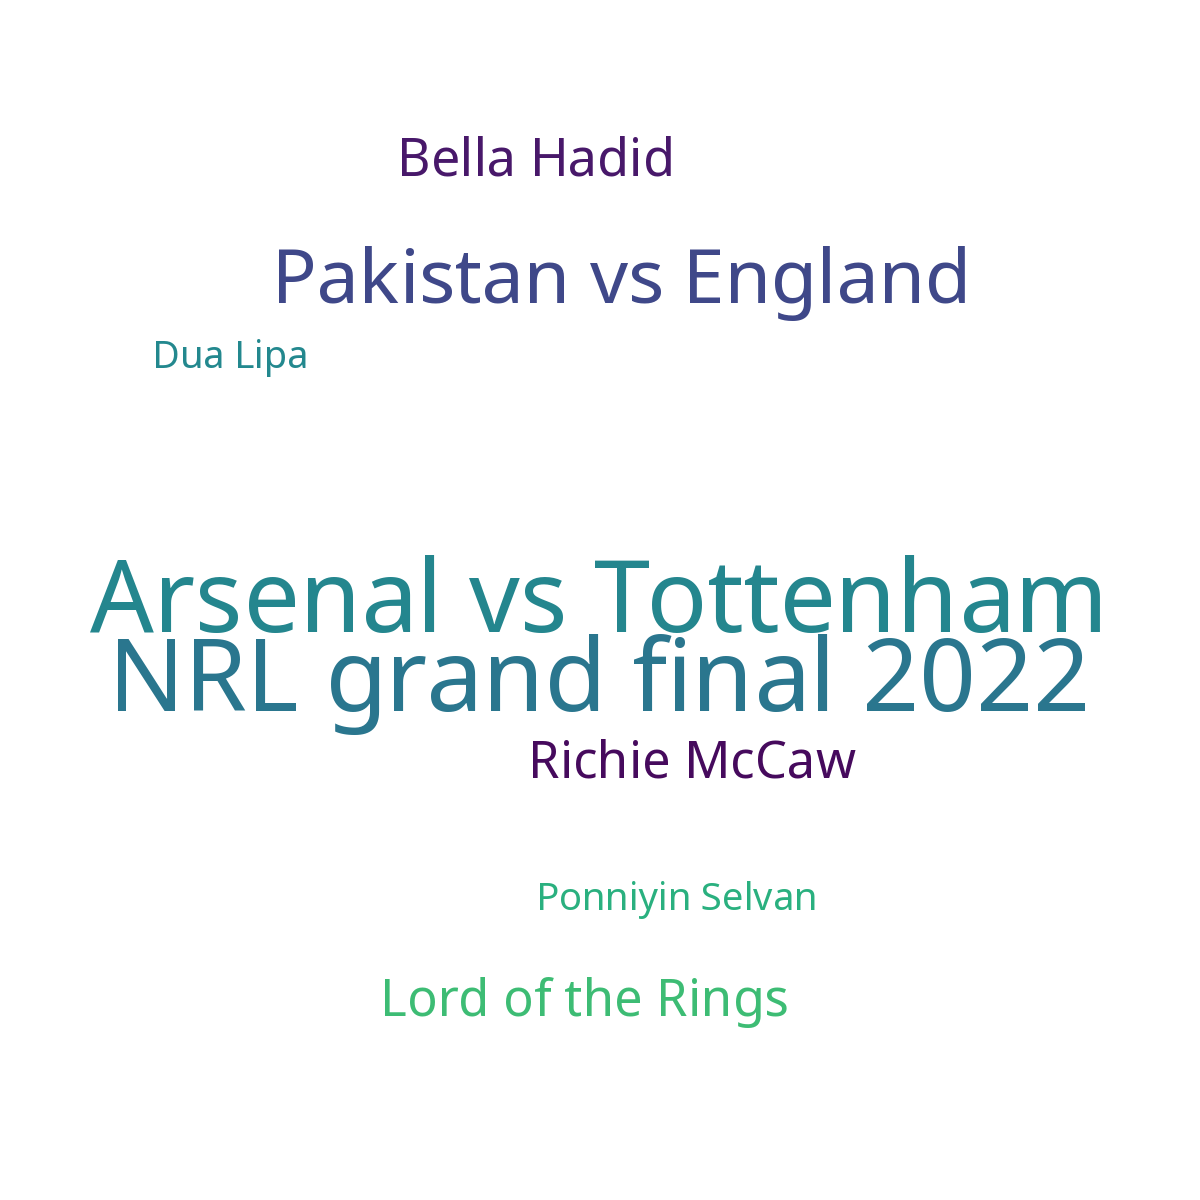 Bella Hadid
Pakistan vs England
Dua Lipa
Arsenal vs Tottenham
NRL grand final 2022
Richie McCaw
Ponniyin Selvan
Lord of the Rings